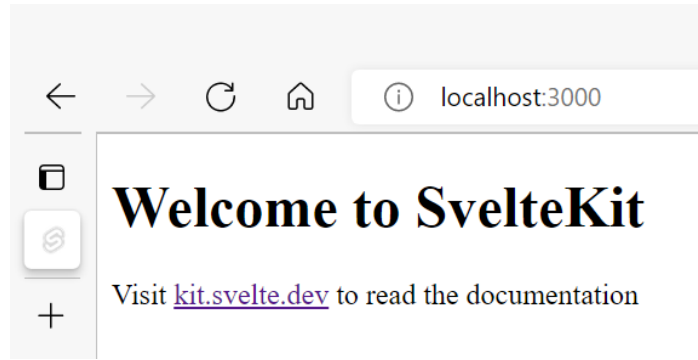 localhost:3000
Welcome to SvelteKit
Visit kit.svelte.dev to read the documentation